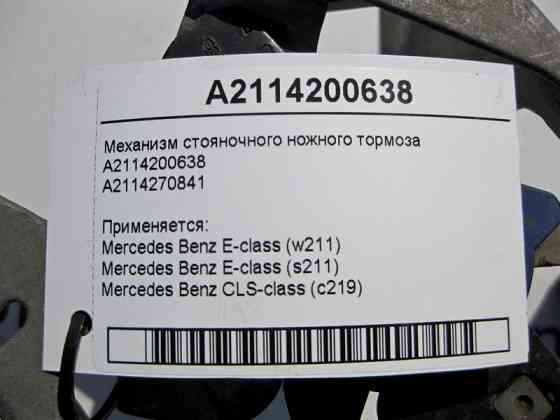 A2114200638
Механизм стояночного ножного тормоза
A2114200638
A2114270841
Применяется:
Mercedes Benz E-class (w211)
Mercedes Benz E-class (s211)
Mercedes Benz CLS-class (c219)